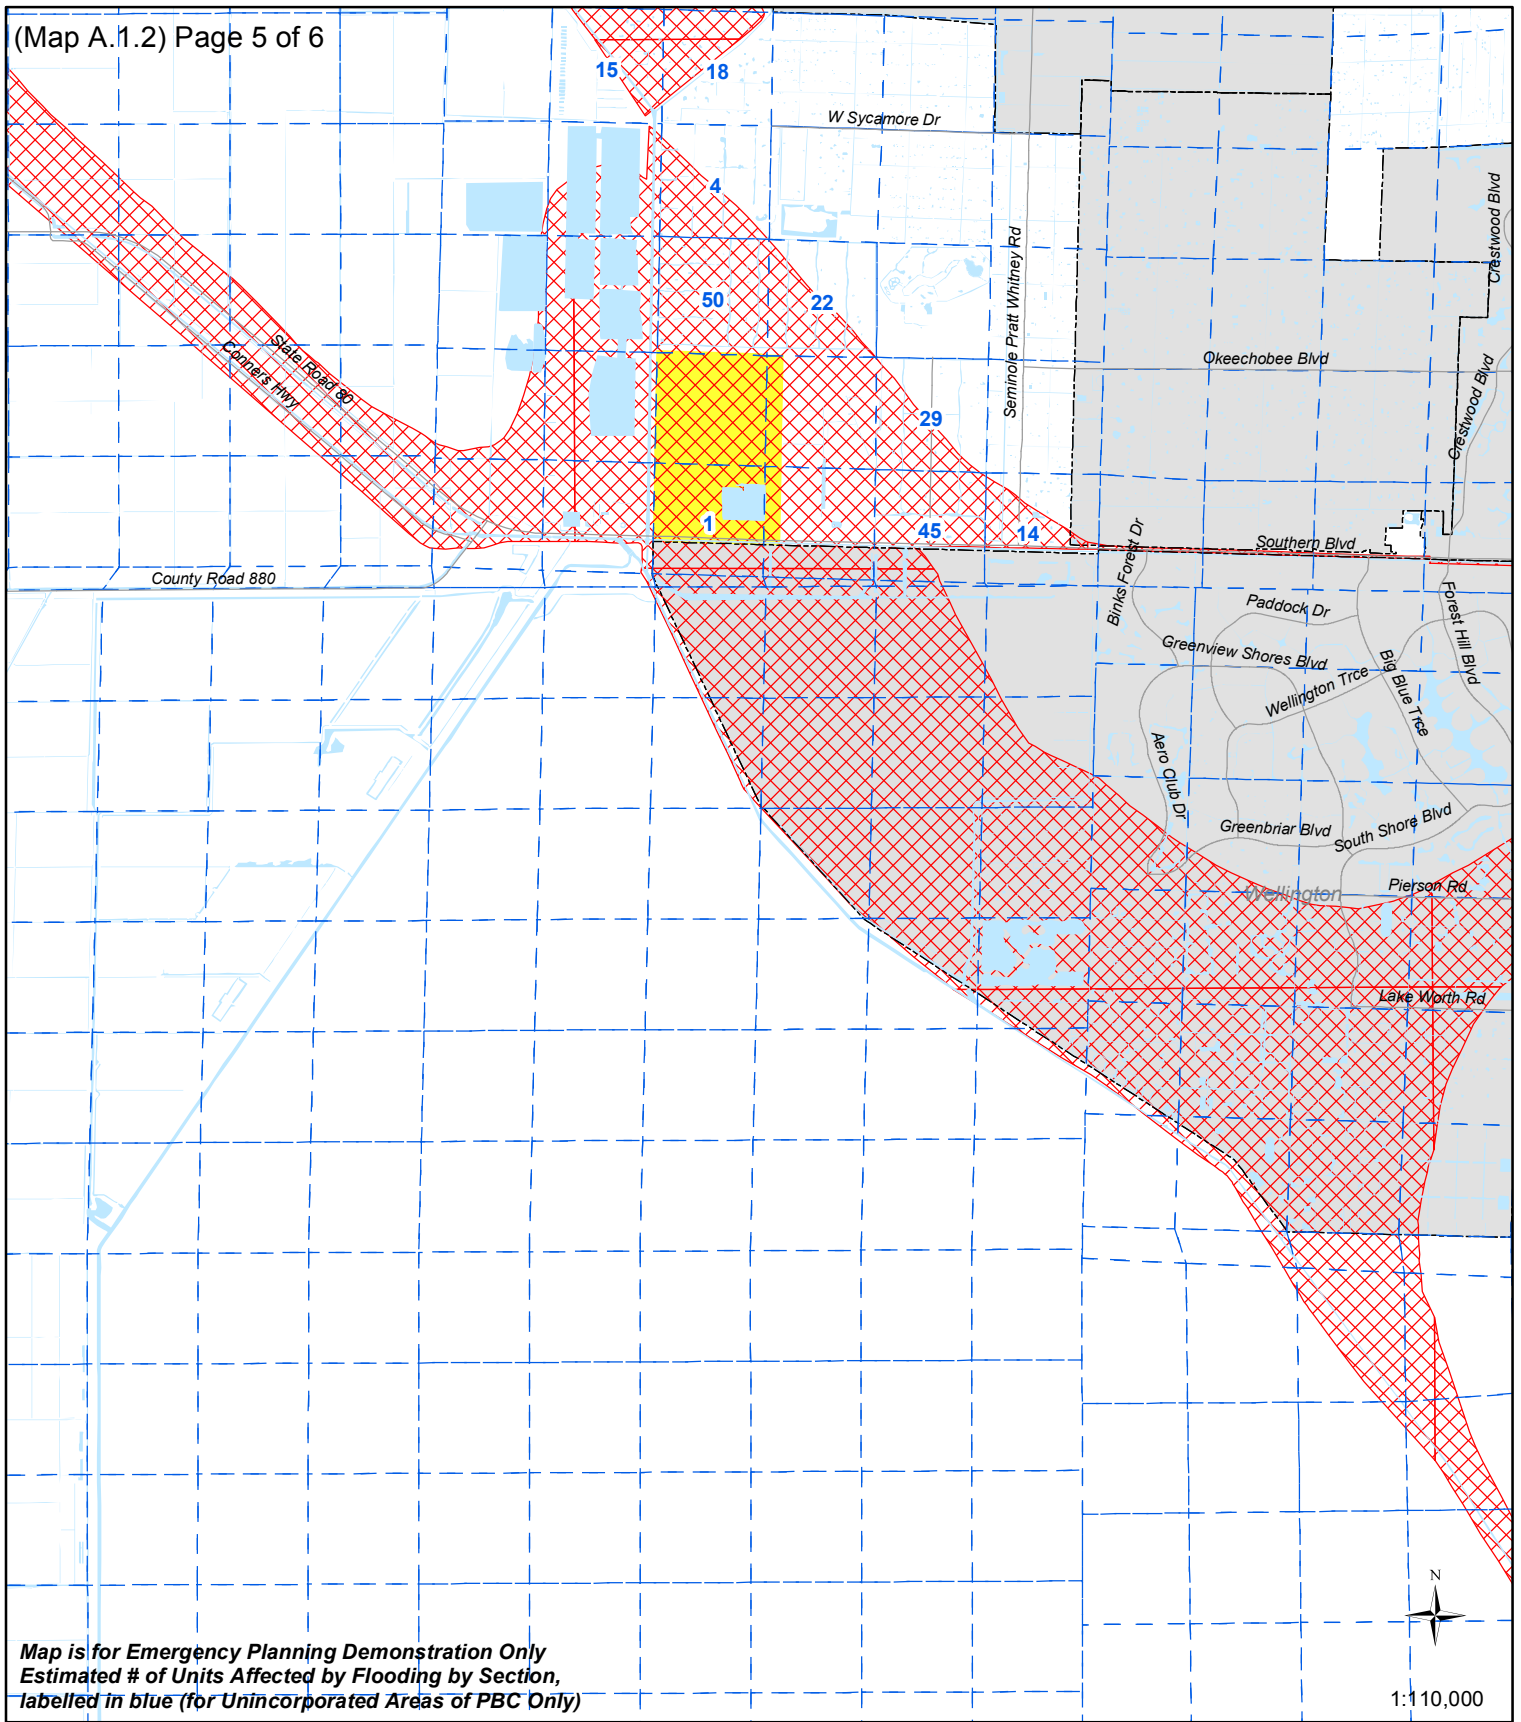 (Map A.1.2) Page 5 of 6
15
18
W Sycamore Dr
4
Crestwood Blvd
Seminole Pratt Whitney Rd
50
22
State Road 80
Conners Hwy
Okeechobee Blvd
Crestwood Blvd
29
1
45
14
Southern Blvd
Binks Forest Dr
County Road 880
Paddock Dr
Forest Hill Blvd
Greenview Shores Blvd
Big Blue Trce
Wellington Trce
Aero Club Dr
Greenbriar Blvd
South Shore Blvd
Pierson Rd
Wellington
Lake Worth Rd
N
Map is for Emergency Planning Demonstration Only
Estimated # of Units Affected by Flooding by Section,
labelled in blue (for Unincorporated Areas of PBC Only)
1:110,000